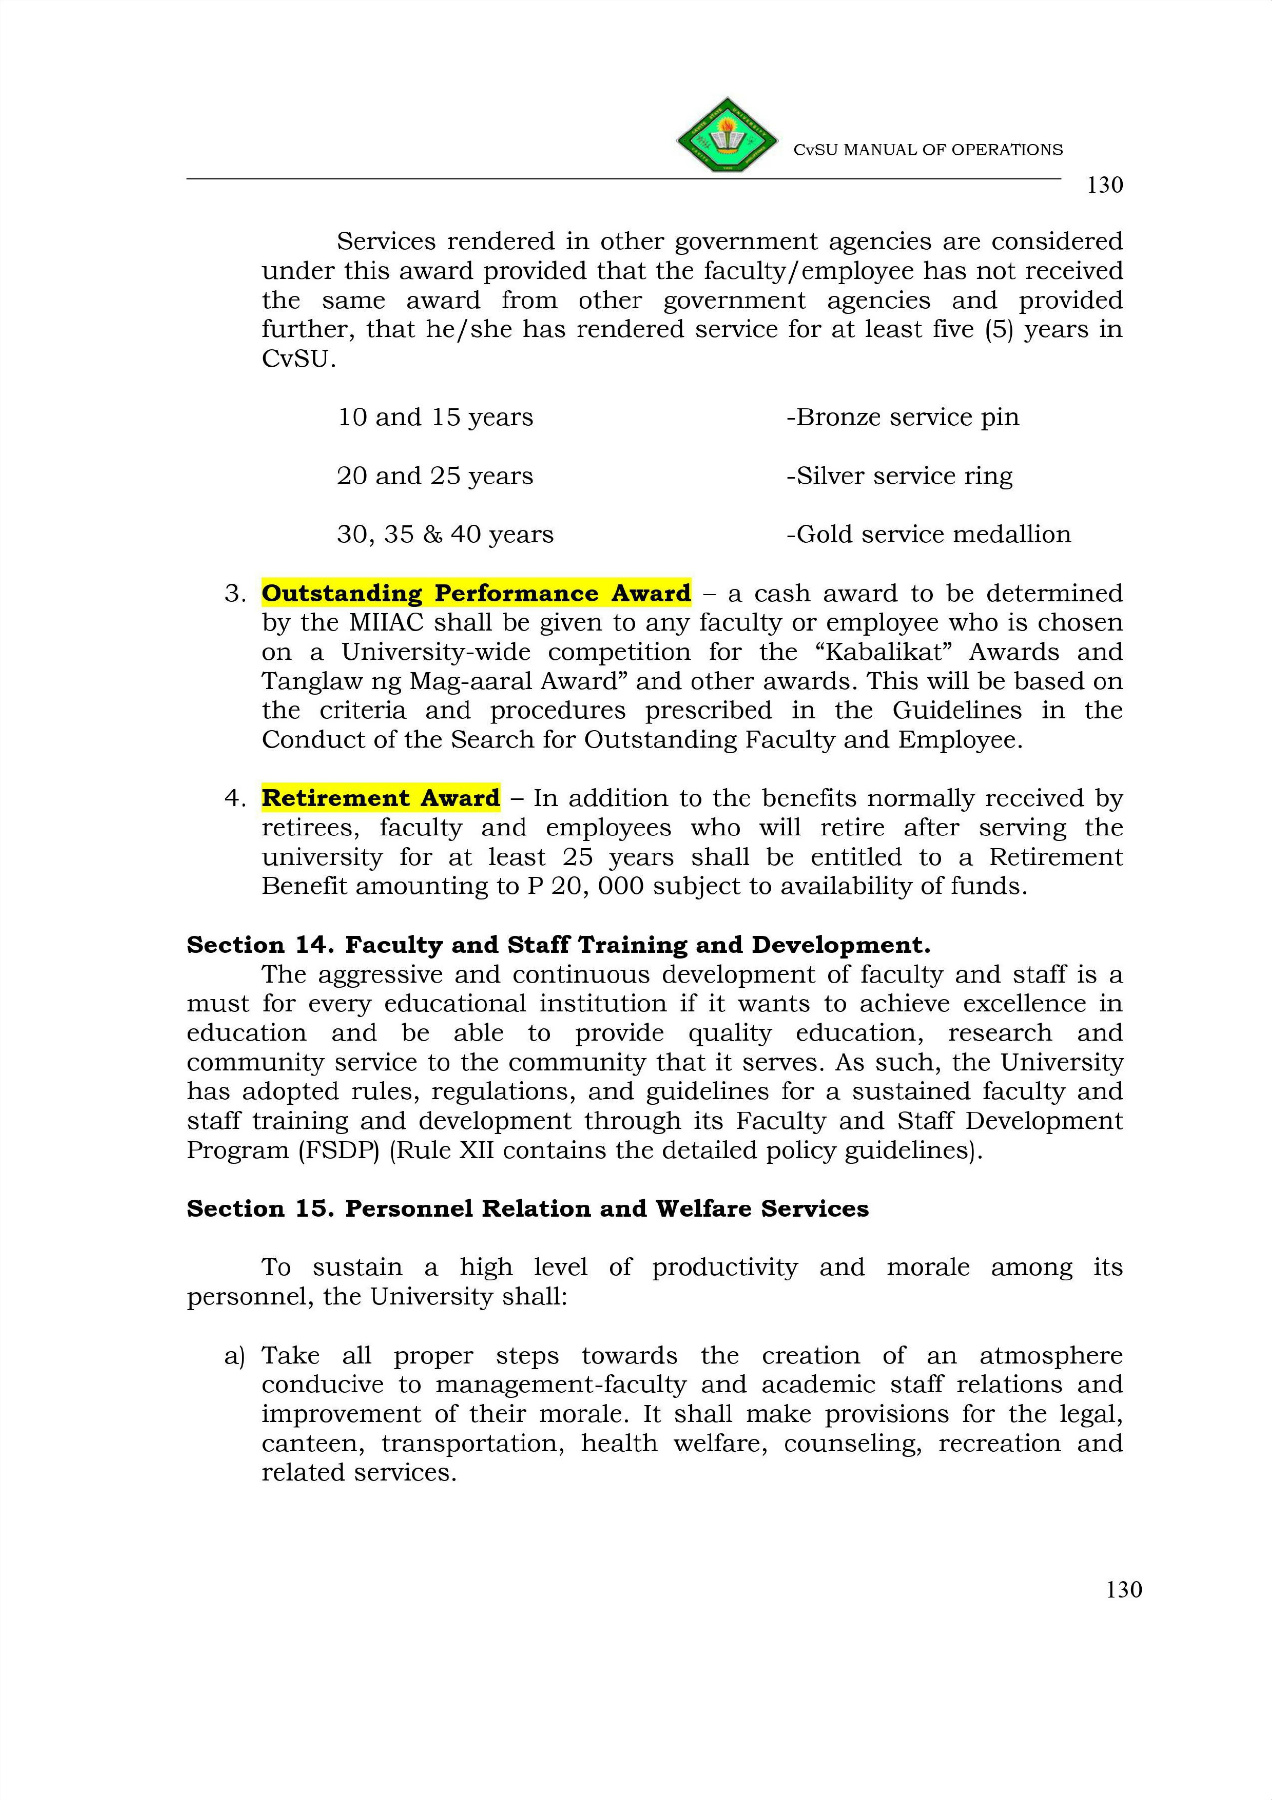 CvSU MANUAL OF OPERATIONS
130
Services rendered in other government agencies are considered
under this award provided that the faculty/employee has not received
the same award from other government agencies and provided
further, that he/she has rendered service for at least five (5) years in
CvSU.
10 and 15 years -Bronze service pin
20 and 25 years -Silver service ring
30, 35 & 40 years -Gold service medallion
3. Outstanding Performance Award – a cash award to be determined
by the MIIAC shall be given to any faculty or employee who is chosen
on a University-wide competition for the “Kabalikat” Awards and
Tanglaw ng Mag-aaral Award” and other awards. This will be based on
the criteria and procedures prescribed in the Guidelines in the
Conduct of the Search for Outstanding Faculty and Employee.
4. Retirement Award – In addition to the benefits normally received by
retirees, faculty and employees who will retire after serving the
university for at least 25 years shall be entitled to a Retirement
Benefit amounting to P 20, 000 subject to availability of funds.
Section 14. Faculty and Staff Training and Development.
The aggressive and continuous development of faculty and staff is a
must for every educational institution if it wants to achieve excellence in
education and be able to provide quality education, research and
community service to the community that it serves. As such, the University
has adopted rules, regulations, and guidelines for a sustained faculty and
staff training and development through its Faculty and Staff Development
Program (FSDP) (Rule XII contains the detailed policy guidelines).
Section 15. Personnel Relation and Welfare Services
To sustain a high level of productivity and morale among its
personnel, the University shall:
a) Take all proper steps towards the creation of an atmosphere
conducive to management-faculty and academic staff relations and
improvement of their morale. It shall make provisions for the legal,
canteen, transportation, health welfare, counseling, recreation and
related services.
130